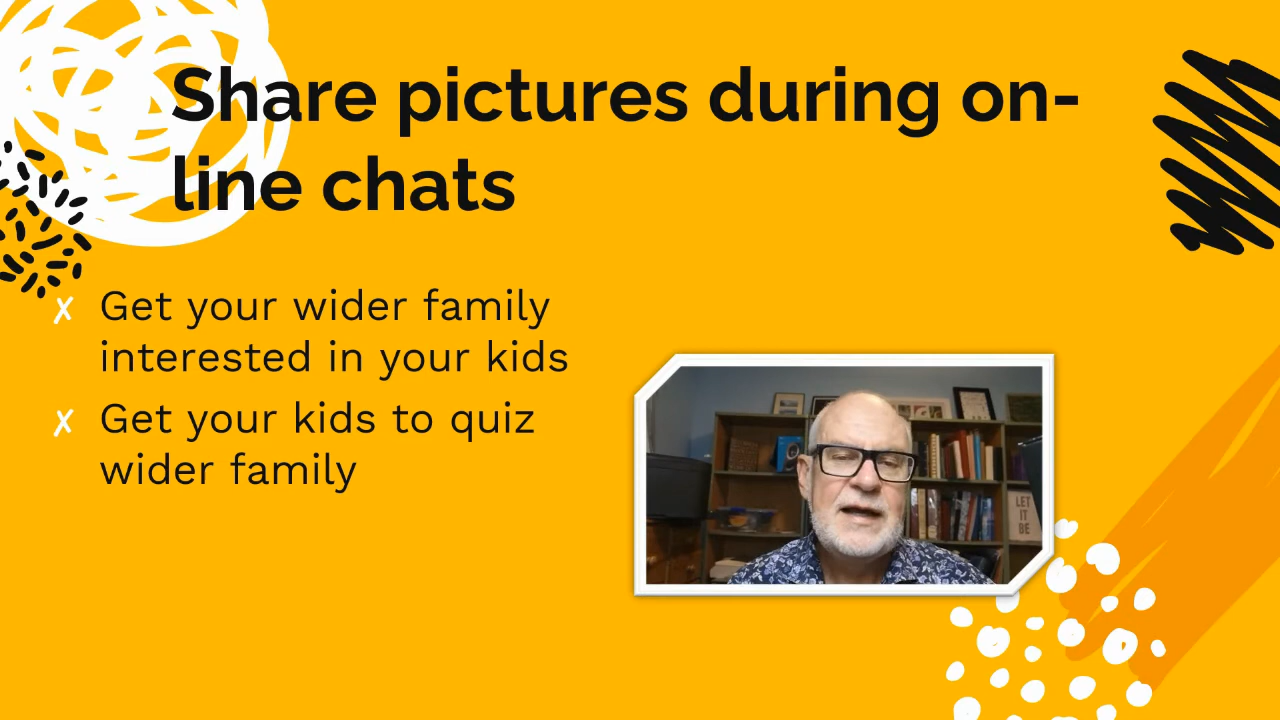 Share pictures during on-
line chats
✗ Get your wider family
interested in your kids
✗ Get your kids to quiz
wider family
LET
IT
BE